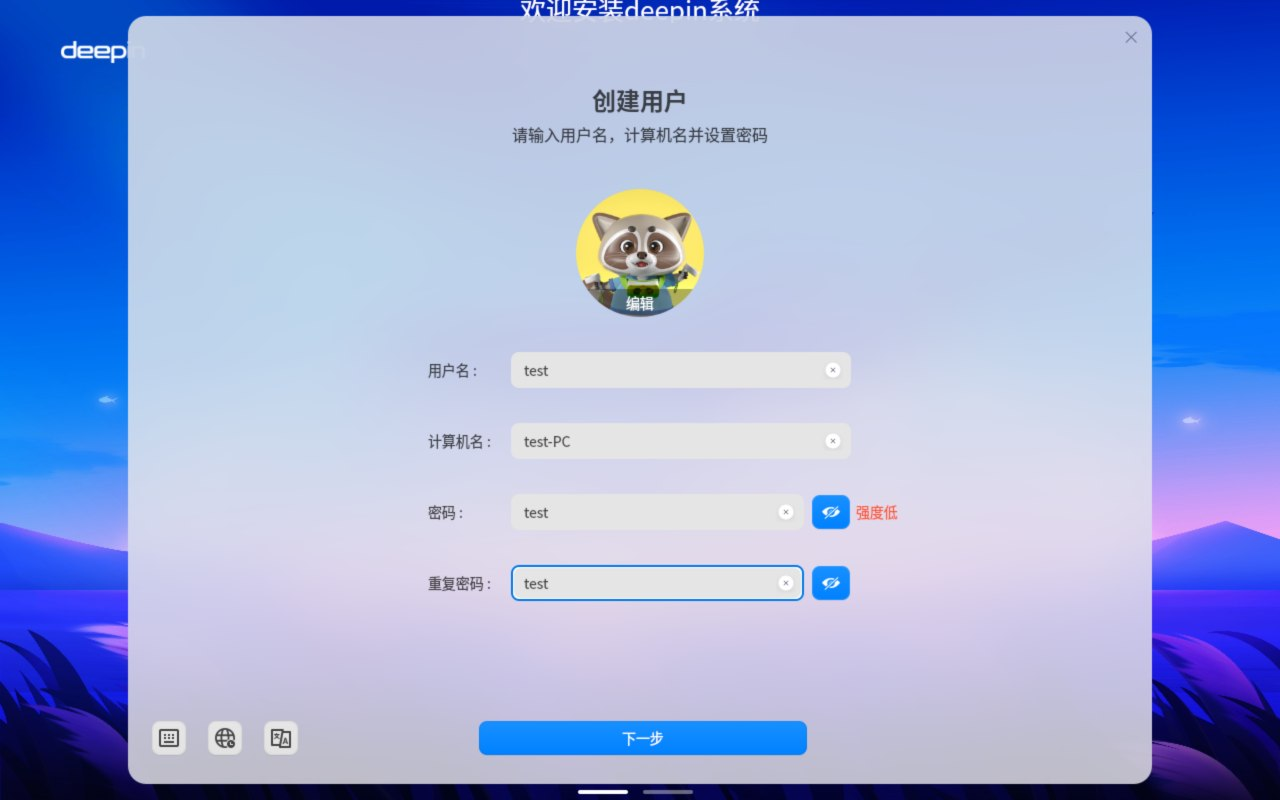 欢迎安装deepin系统
deepin
创建用户
请输入用户名，计算机名并设置密码
编辑
用户名：
test
计算机名：
test-PC
密码：
test
强度低
重复密码：
test
下一步